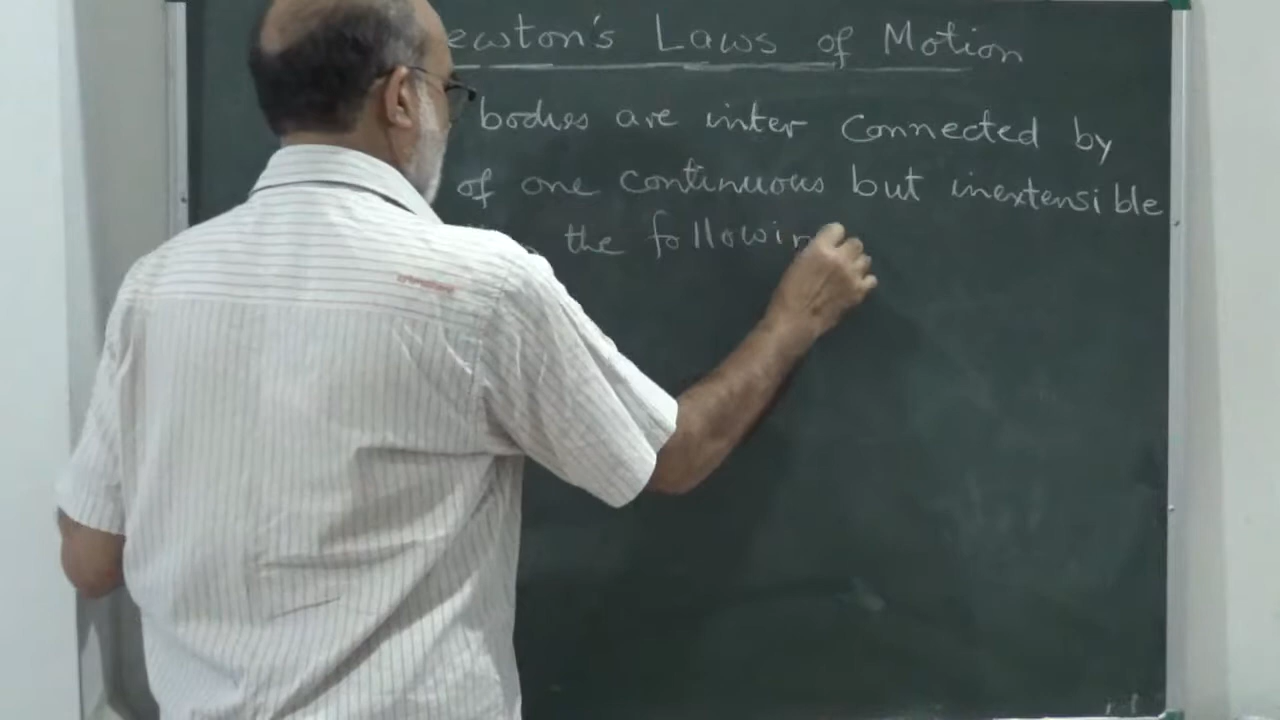 ewton's Laws of Motion
bodies are inter connected by
of one continuous but inextensible
the followin